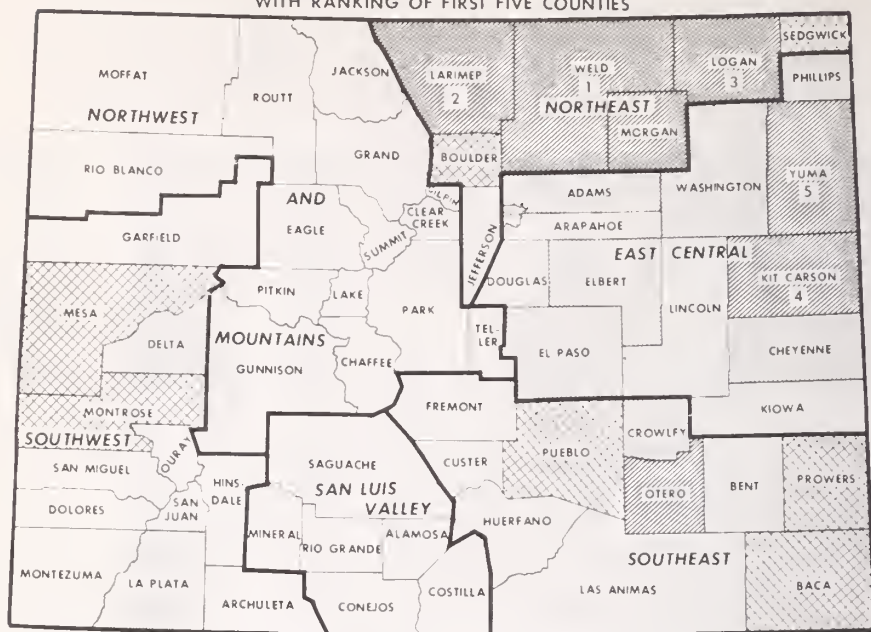 WITH RANKING OF FIRST FIVE COUNTIES
SEDGWICK
MOFFAT
JACKSON
LARIMEP
2
WELD
1
LOGAN
3
PHILLIPS
ROUTT
NORTHWEST
NORTHEAST
MORGAN
GRAND
BOULDER
RIO BLANCO
WASHINGTON
YUMA
5
ADAMS
GILPIN
AND
CLEAR
CREEK
ARAPAHOE
GARFIELD
EAGLE
SUMMIT
JEFFERSON
EAST CENTRAL
DOUGLAS
ELBERT
KIT CARSON
4
MESA
PITKIN
LAKE
PARK
LINCOLN
DELTA
TEL-
LER
MOUNTAINS
GUNNISON
CHAFFEE
EL PASO
CHEYENNE
MONTROSE
FREMONT
KIOWA
SOUTHWEST
OURAY
CROWLEY
SAN MIGUEL
SAGUACHE
CUSTER
PUEBLO
HINS-
DALE
SAN LUIS
VALLEY
OTERO
BENT
PROWERS
DOLORES
SAN
JUAN
MINERAL
RIO GRANDE
ALAMOSA
HUERFANO
SOUTHEAST
MONTEZUMA
LA PLATA
ARCHULETA
CONEJOS
COSTILLA
LAS ANIMAS
BACA